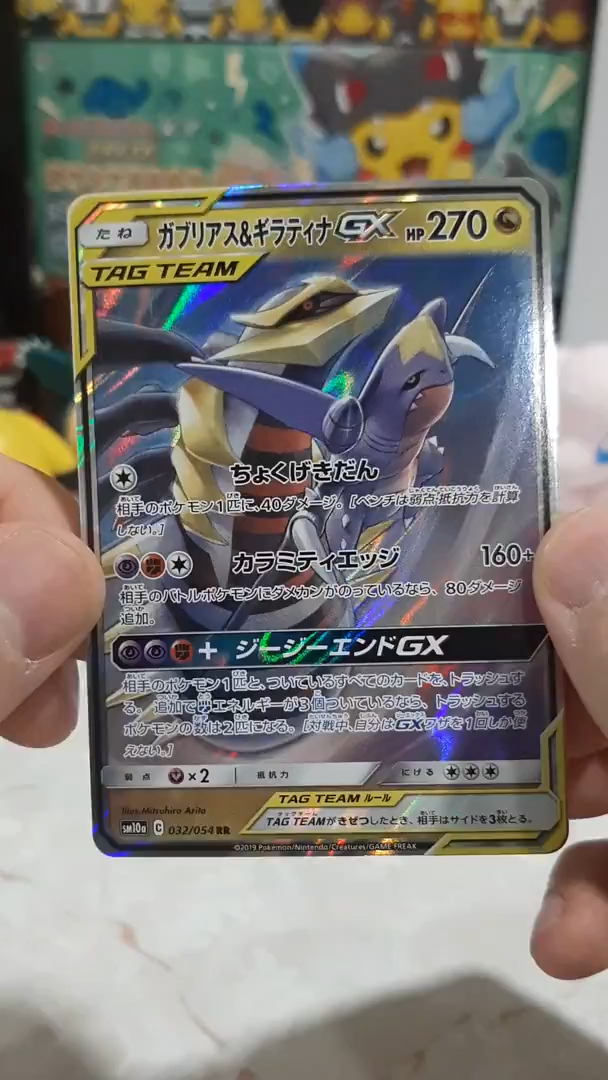 たね ガブリアス&ギラティナGX HP270
TAG TEAM
ちょくげきだん
相手のポケモン1匹に、40ダメージ。[ベンチは弱点・抵抗力を計算
しない。]
カラミティエッジ 160+
相手のバトルポケモンにダメカンがのっているなら、80ダメージ
追加。
+ ジージーエンドGX
相手のポケモン1匹と、ついているすべてのカードを、トラッシュす
る。追加でエネルギーが3個ついているなら、トラッシュする
ポケモンの数は2匹になる。[対戦中、自分はGXワザを1回しか使
えない。]
弱点 ×2 抵抗力 にげる
TAG TEAM ルール
TAG TEAMがきぜつしたとき、相手はサイドを3枚とる。
illus.Mitsuhiro Arita
sm10a C 032/054 RR
©2019 Pokémon/Nintendo/Creatures/GAME FREAK